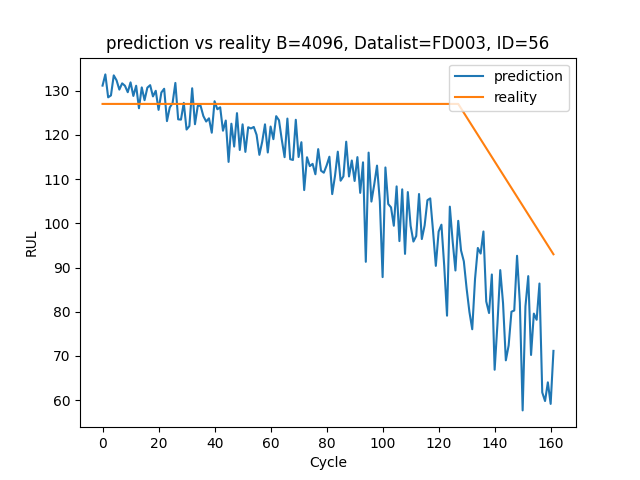 prediction vs reality B=4096, Datalist=FD003, ID=56
prediction
reality
RUL
130
120
110
100
90
80
70
60
0 20 40 60 80 100 120 140 160
Cycle